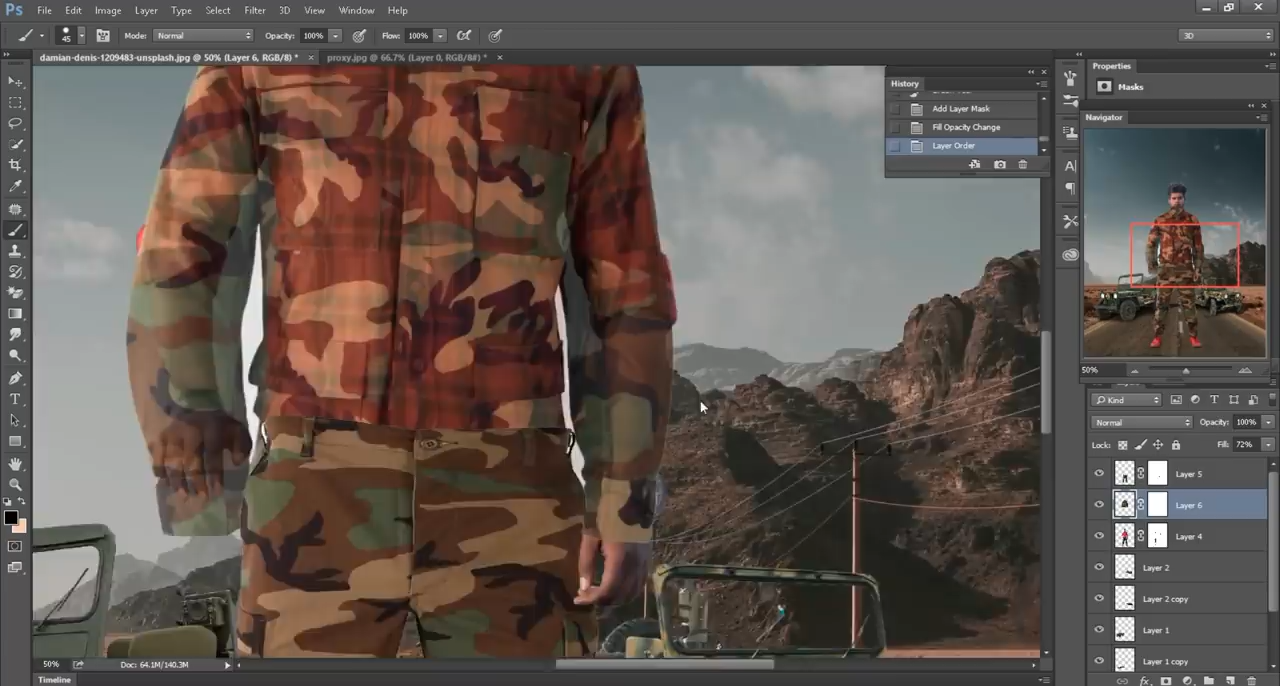 Ps File Edit Image Layer Type Select Filter 3D View Window Help
45 Mode: Normal Opacity: 100% Flow: 100% 3D
damian-denis-1209483-unsplash.jpg @ 50% (Layer 6, RGB/8) * × proxy.jpg @ 66.7% (Layer 0, RGB/8#) * ×
Properties
Masks
History
Add Layer Mask
Fill Opacity Change
Layer Order
Navigator
50%
Kind
Normal Opacity: 100%
Lock: Fill: 72%
Layer 5
Layer 6
Layer 4
Layer 2
Layer 2 copy
Layer 1
Layer 1 copy
50% Doc: 64.1M/140.3M
Timeline